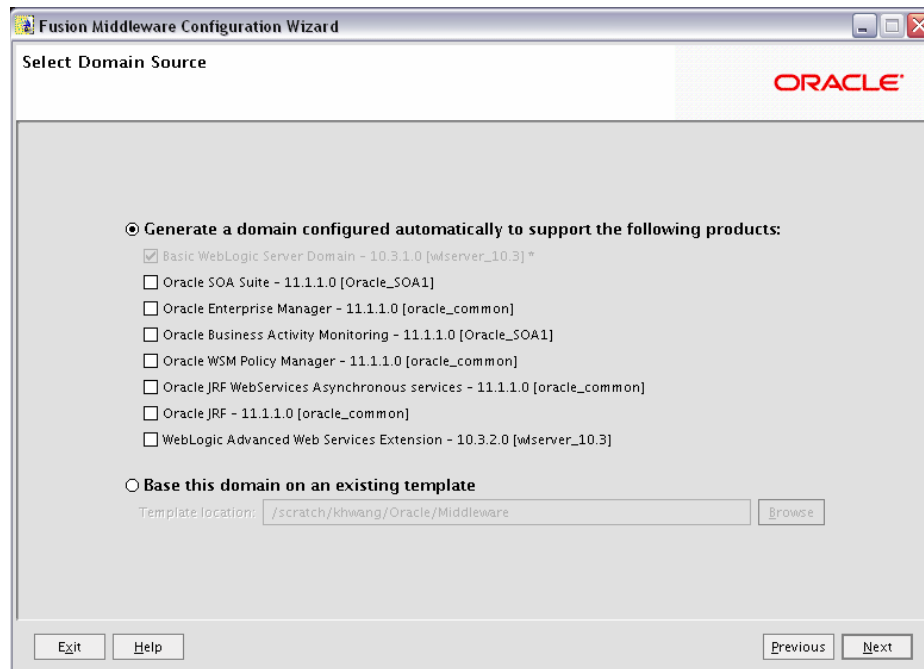 Fusion Middleware Configuration Wizard
Select Domain Source
ORACLE
Generate a domain configured automatically to support the following products:
Basic WebLogic Server Domain - 10.3.1.0 [wlserver_10.3] *
Oracle SOA Suite - 11.1.1.0 [Oracle_SOA1]
Oracle Enterprise Manager - 11.1.1.0 [oracle_common]
Oracle Business Activity Monitoring - 11.1.1.0 [Oracle_SOA1]
Oracle WSM Policy Manager - 11.1.1.0 [oracle_common]
Oracle JRF WebServices Asynchronous services - 11.1.1.0 [oracle_common]
Oracle JRF - 11.1.1.0 [oracle_common]
WebLogic Advanced Web Services Extension - 10.3.2.0 [wlserver_10.3]
Base this domain on an existing template
Template location: /scratch/khwang/Oracle/Middleware Browse
Exit Help Previous Next